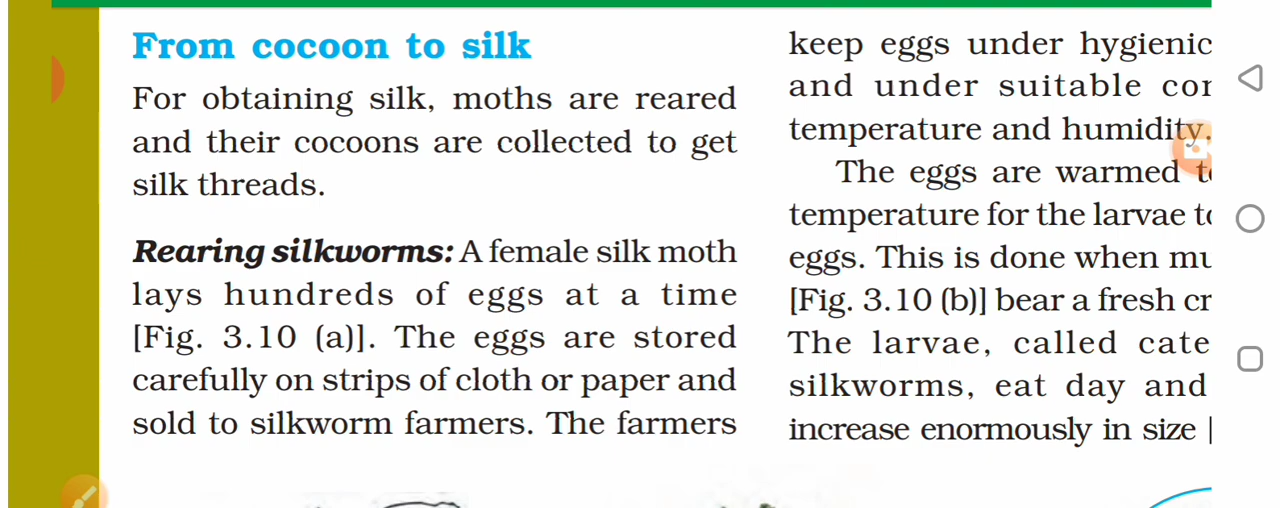 From cocoon to silk
For obtaining silk, moths are reared
and their cocoons are collected to get
silk threads.
Rearing silkworms: A female silk moth
lays hundreds of eggs at a time
[Fig. 3.10 (a)]. The eggs are stored
carefully on strips of cloth or paper and
sold to silkworm farmers. The farmers
keep eggs under hygienic
and under suitable
temperature and humidity.
The eggs are warmed
temperature for the larvae
eggs. This is done when
[Fig. 3.10 (b)] bear a fresh
The larvae, called
silkworms, eat day and
increase enormously in size